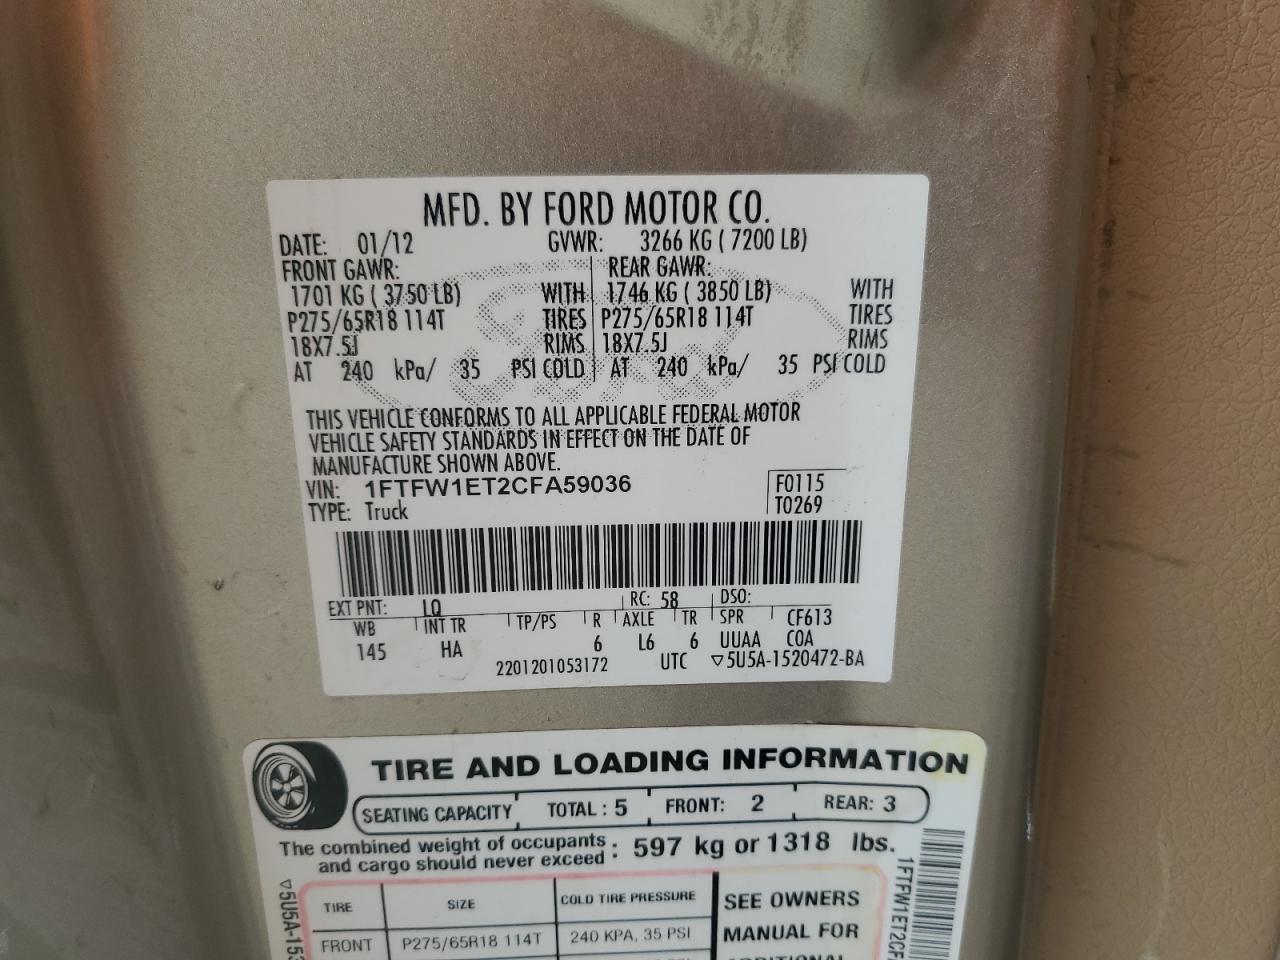 MFD. BY FORD MOTOR CO.
DATE: 01/12 GVWR: 3266 KG ( 7200 LB)
FRONT GAWR: REAR GAWR:
1701 KG ( 3750 LB) WITH 1746 KG ( 3850 LB) WITH
P275/65R18 114T TIRES P275/65R18 114T TIRES
18X7.5J RIMS 18X7.5J RIMS
AT 240 kPa/ 35 PSI COLD AT 240 kPa/ 35 PSI COLD
THIS VEHICLE CONFORMS TO ALL APPLICABLE FEDERAL MOTOR
VEHICLE SAFETY STANDARDS IN EFFECT ON THE DATE OF
MANUFACTURE SHOWN ABOVE.
VIN: 1FTFW1ET2CFA59036 F0115
TYPE: Truck T0269
EXT PNT: LQ RC: 58 DSO:
WB INT TR TP/PS R AXLE TR SPR CF613
145 HA 6 L6 6 UUAA COA
2201201053172 UTC ▽5U5A-1520472-BA
TIRE AND LOADING INFORMATION
SEATING CAPACITY TOTAL : 5 FRONT: 2 REAR: 3
The combined weight of occupants
and cargo should never exceed : 597 kg or 1318 lbs.
TIRE SIZE COLD TIRE PRESSURE SEE OWNERS
FRONT P275/65R18 114T 240 KPA, 35 PSI MANUAL FOR
▽5U5A-153
1FTFW1ET2CF